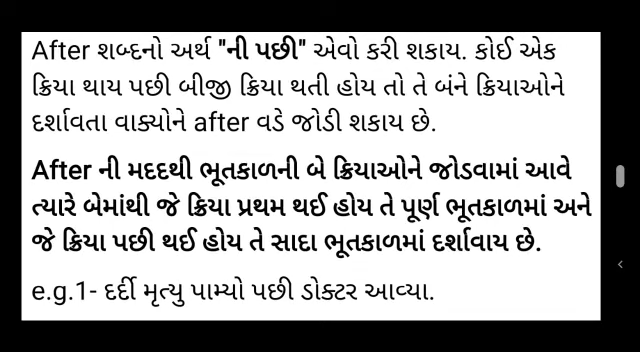 After શબ્દનો અર્થ "ની પછી" એવો કરી શકાય. કોઈ એક
ક્રિયા થાય પછી બીજી ક્રિયા થતી હોય તો તે બંને ક્રિયાઓને
દર્શાવતા વાક્યોને after વડે જોડી શકાય છે.
After ની મદદથી ભૂતકાળની બે ક્રિયાઓને જોડવામાં આવે
ત્યારે બેમાંથી જે ક્રિયા પ્રથમ થઈ હોય તે પૂર્ણ ભૂતકાળમાં અને
જે ક્રિયા પછી થઈ હોય તે સાદા ભૂતકાળમાં દર્શાવાય છે.
e.g.1- દર્દી મૃત્યુ પામ્યો પછી ડોક્ટર આવ્યા.